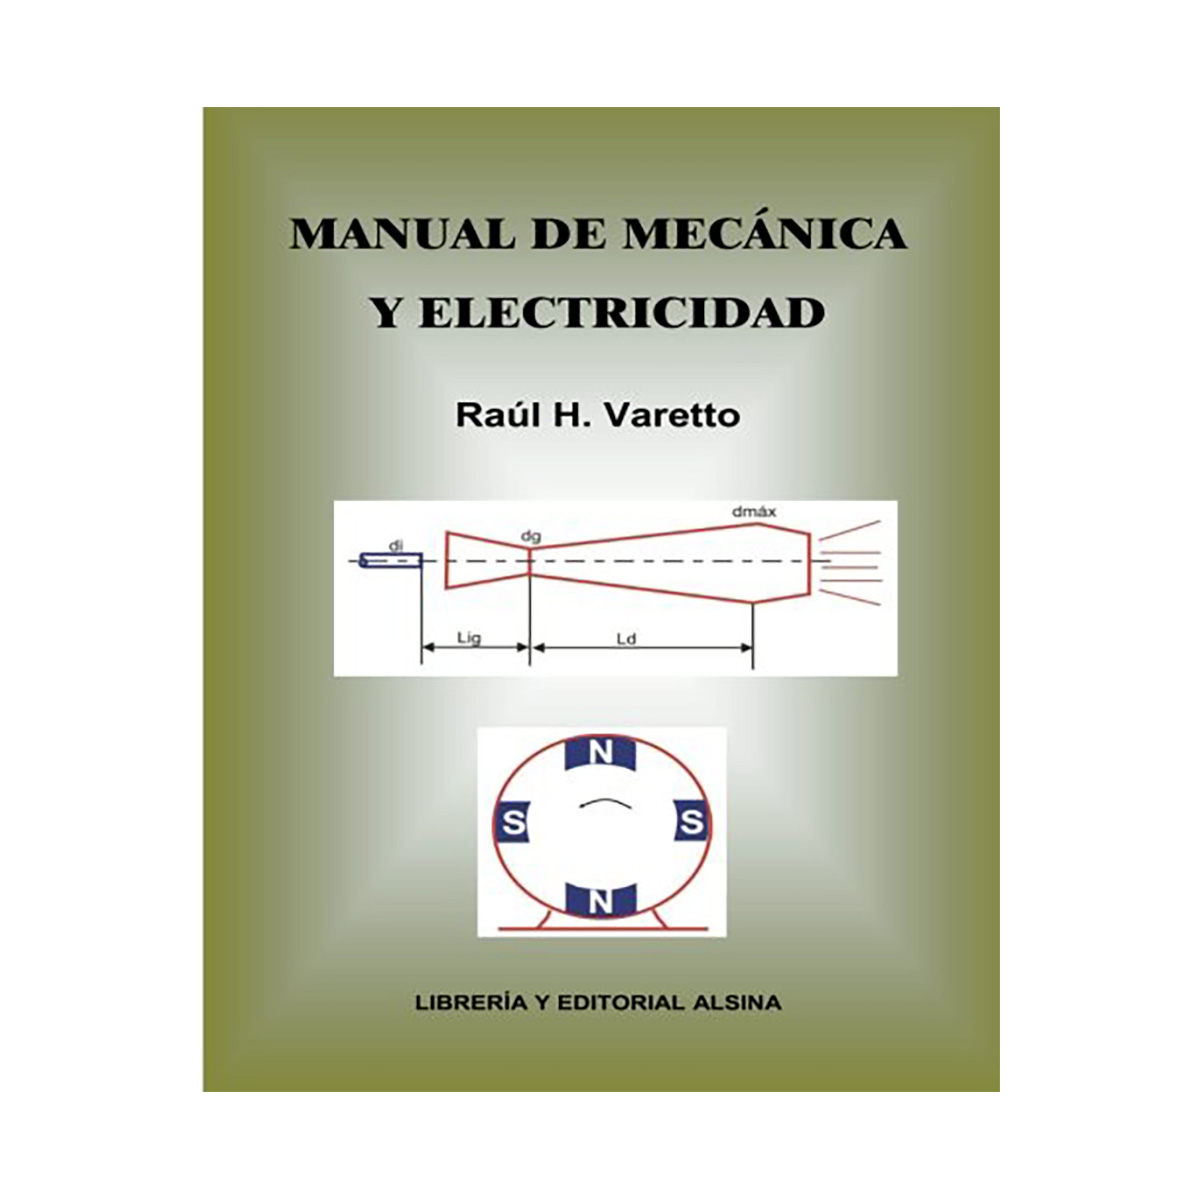 MANUAL DE MECÁNICA
Y ELECTRICIDAD
Raúl H. Varetto
dmáx
dg
di
Lig
Ld
N
S
S
N
LIBRERÍA Y EDITORIAL ALSINA